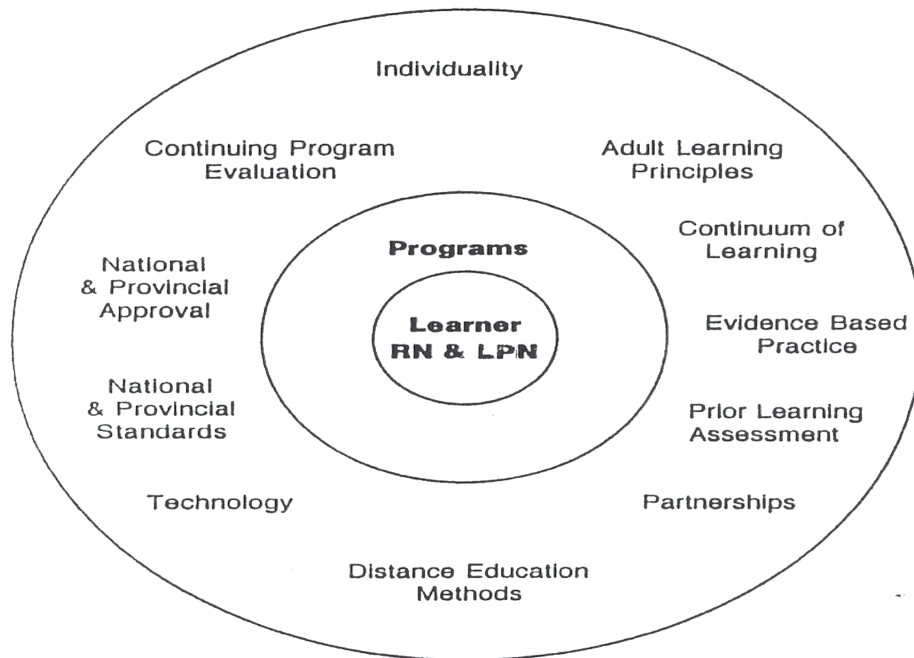 Individuality
Continuing Program
Evaluation
Adult Learning
Principles
Continuum of
Learning
Programs
National
& Provincial
Approval
Learner
RN & LPN
Evidence Based
Practice
National
& Provincial
Standards
Prior Learning
Assessment
Technology
Partnerships
Distance Education
Methods